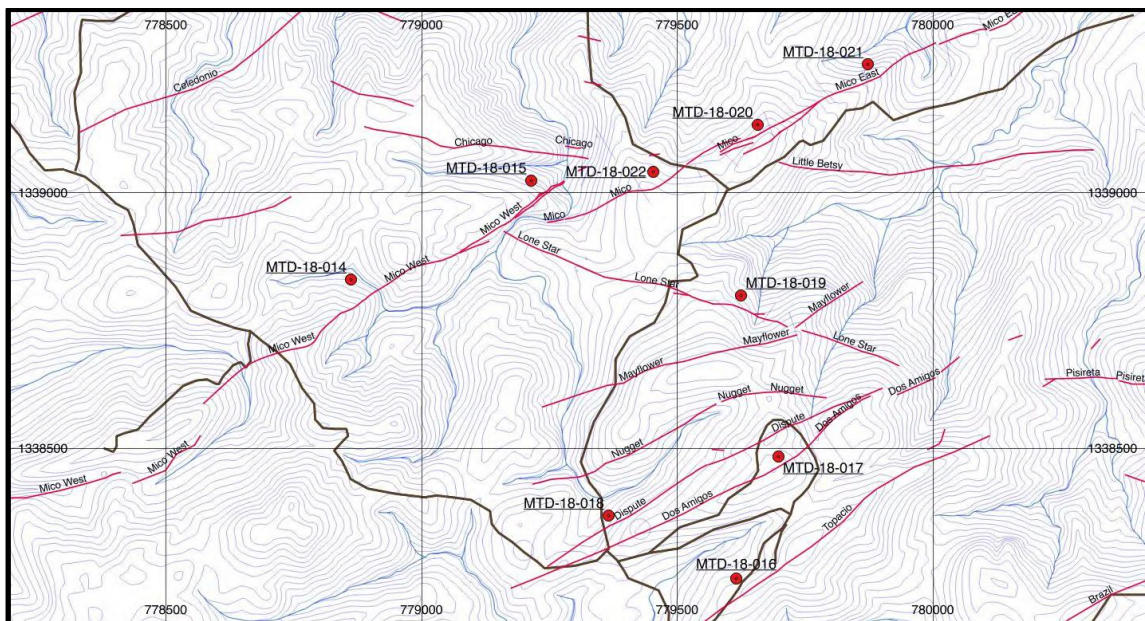 778500
779000
779500
780000
Mico East
MTD-18-021
Celedonio
Mico East
MTD-18-020
Mico
Chicago
Chicago
Little Betsy
MTD-18-015
MTD-18-022
1339000
1339000
Mico
Mico West
Mico
Lone Star
MTD-18-014
Mico West
Lone Star
MTD-18-019
Mayflower
Mico West
Mayflower
Lone Star
Mayflower
Pisireta
Pisireta
Nugget
Nugget
Dos Amigos
Dispute
Dos Amigos
Nugget
1338500
1338500
Mico West
MTD-18-017
Mico West
MTD-18-018
Dispute
Dos Amigos
Topacio
MTD-18-016
Brazil
778500
779000
779500
780000